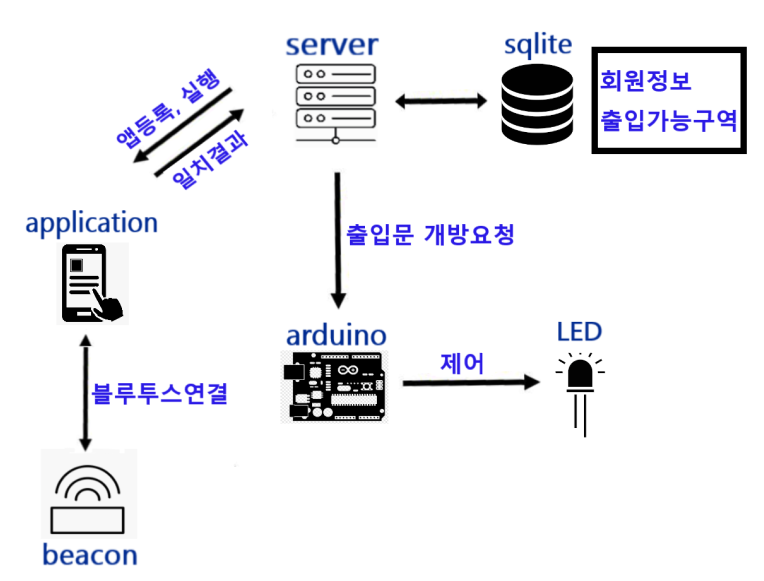 server
sqlite
회원정보
출입가능구역
앱등록, 실행
일치결과
application
출입문 개방요청
arduino
LED
제어
블루투스연결
beacon